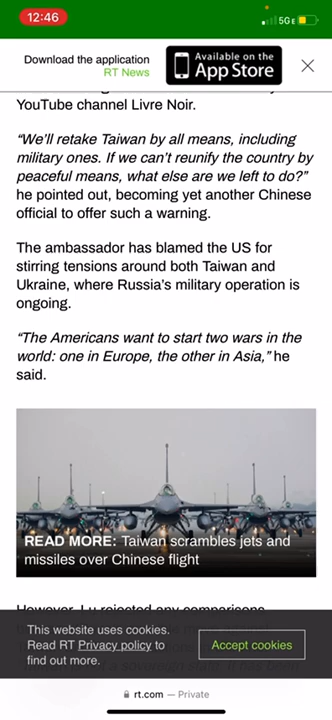 12:46
5GE
Download the application
RT News
Available on the
App Store
YouTube channel Livre Noir.
“We’ll retake Taiwan by all means, including
military ones. If we can’t reunify the country by
peaceful means, what else are we left to do?”
he pointed out, becoming yet another Chinese
official to offer such a warning.
The ambassador has blamed the US for
stirring tensions around both Taiwan and
Ukraine, where Russia’s military operation is
ongoing.
“The Americans want to start two wars in the
world: one in Europe, the other in Asia,” he
said.
READ MORE: Taiwan scrambles jets and
missiles over Chinese flight
However, Lu rejected any comparisons
This website uses cookies.
Read RT Privacy policy to
find out more.
Accept cookies
rt.com — Private